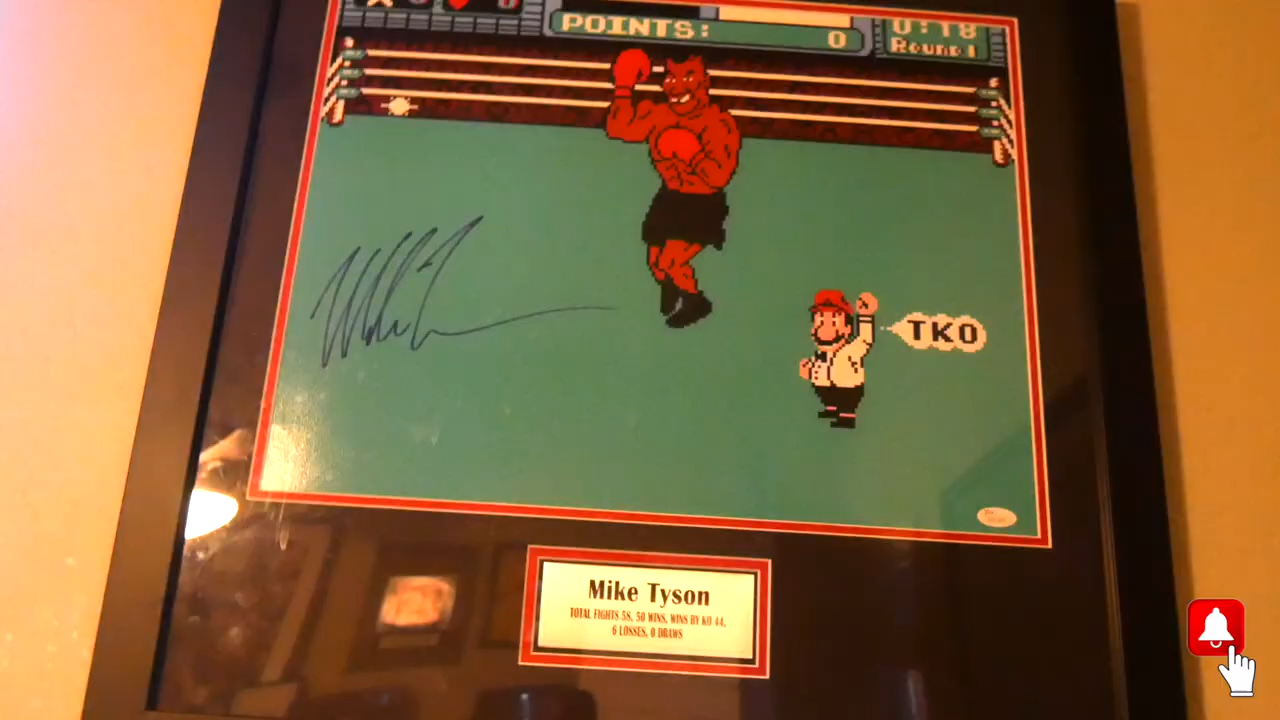 POINTS: 0
0:18
Round 1
TKO
Mike Tyson
TOTAL FIGHTS 58, 50 WINS, WINS BY KO 44,
6 LOSSES, 0 DRAWS